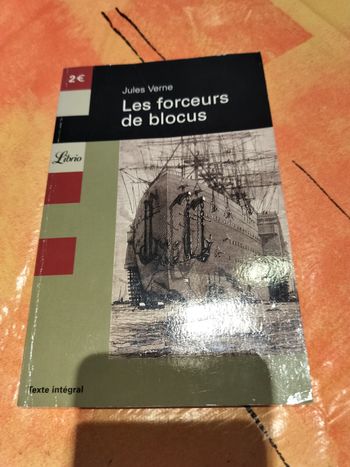 2€
Jules Verne
Les forceurs
de blocus
Librio
Texte intégral